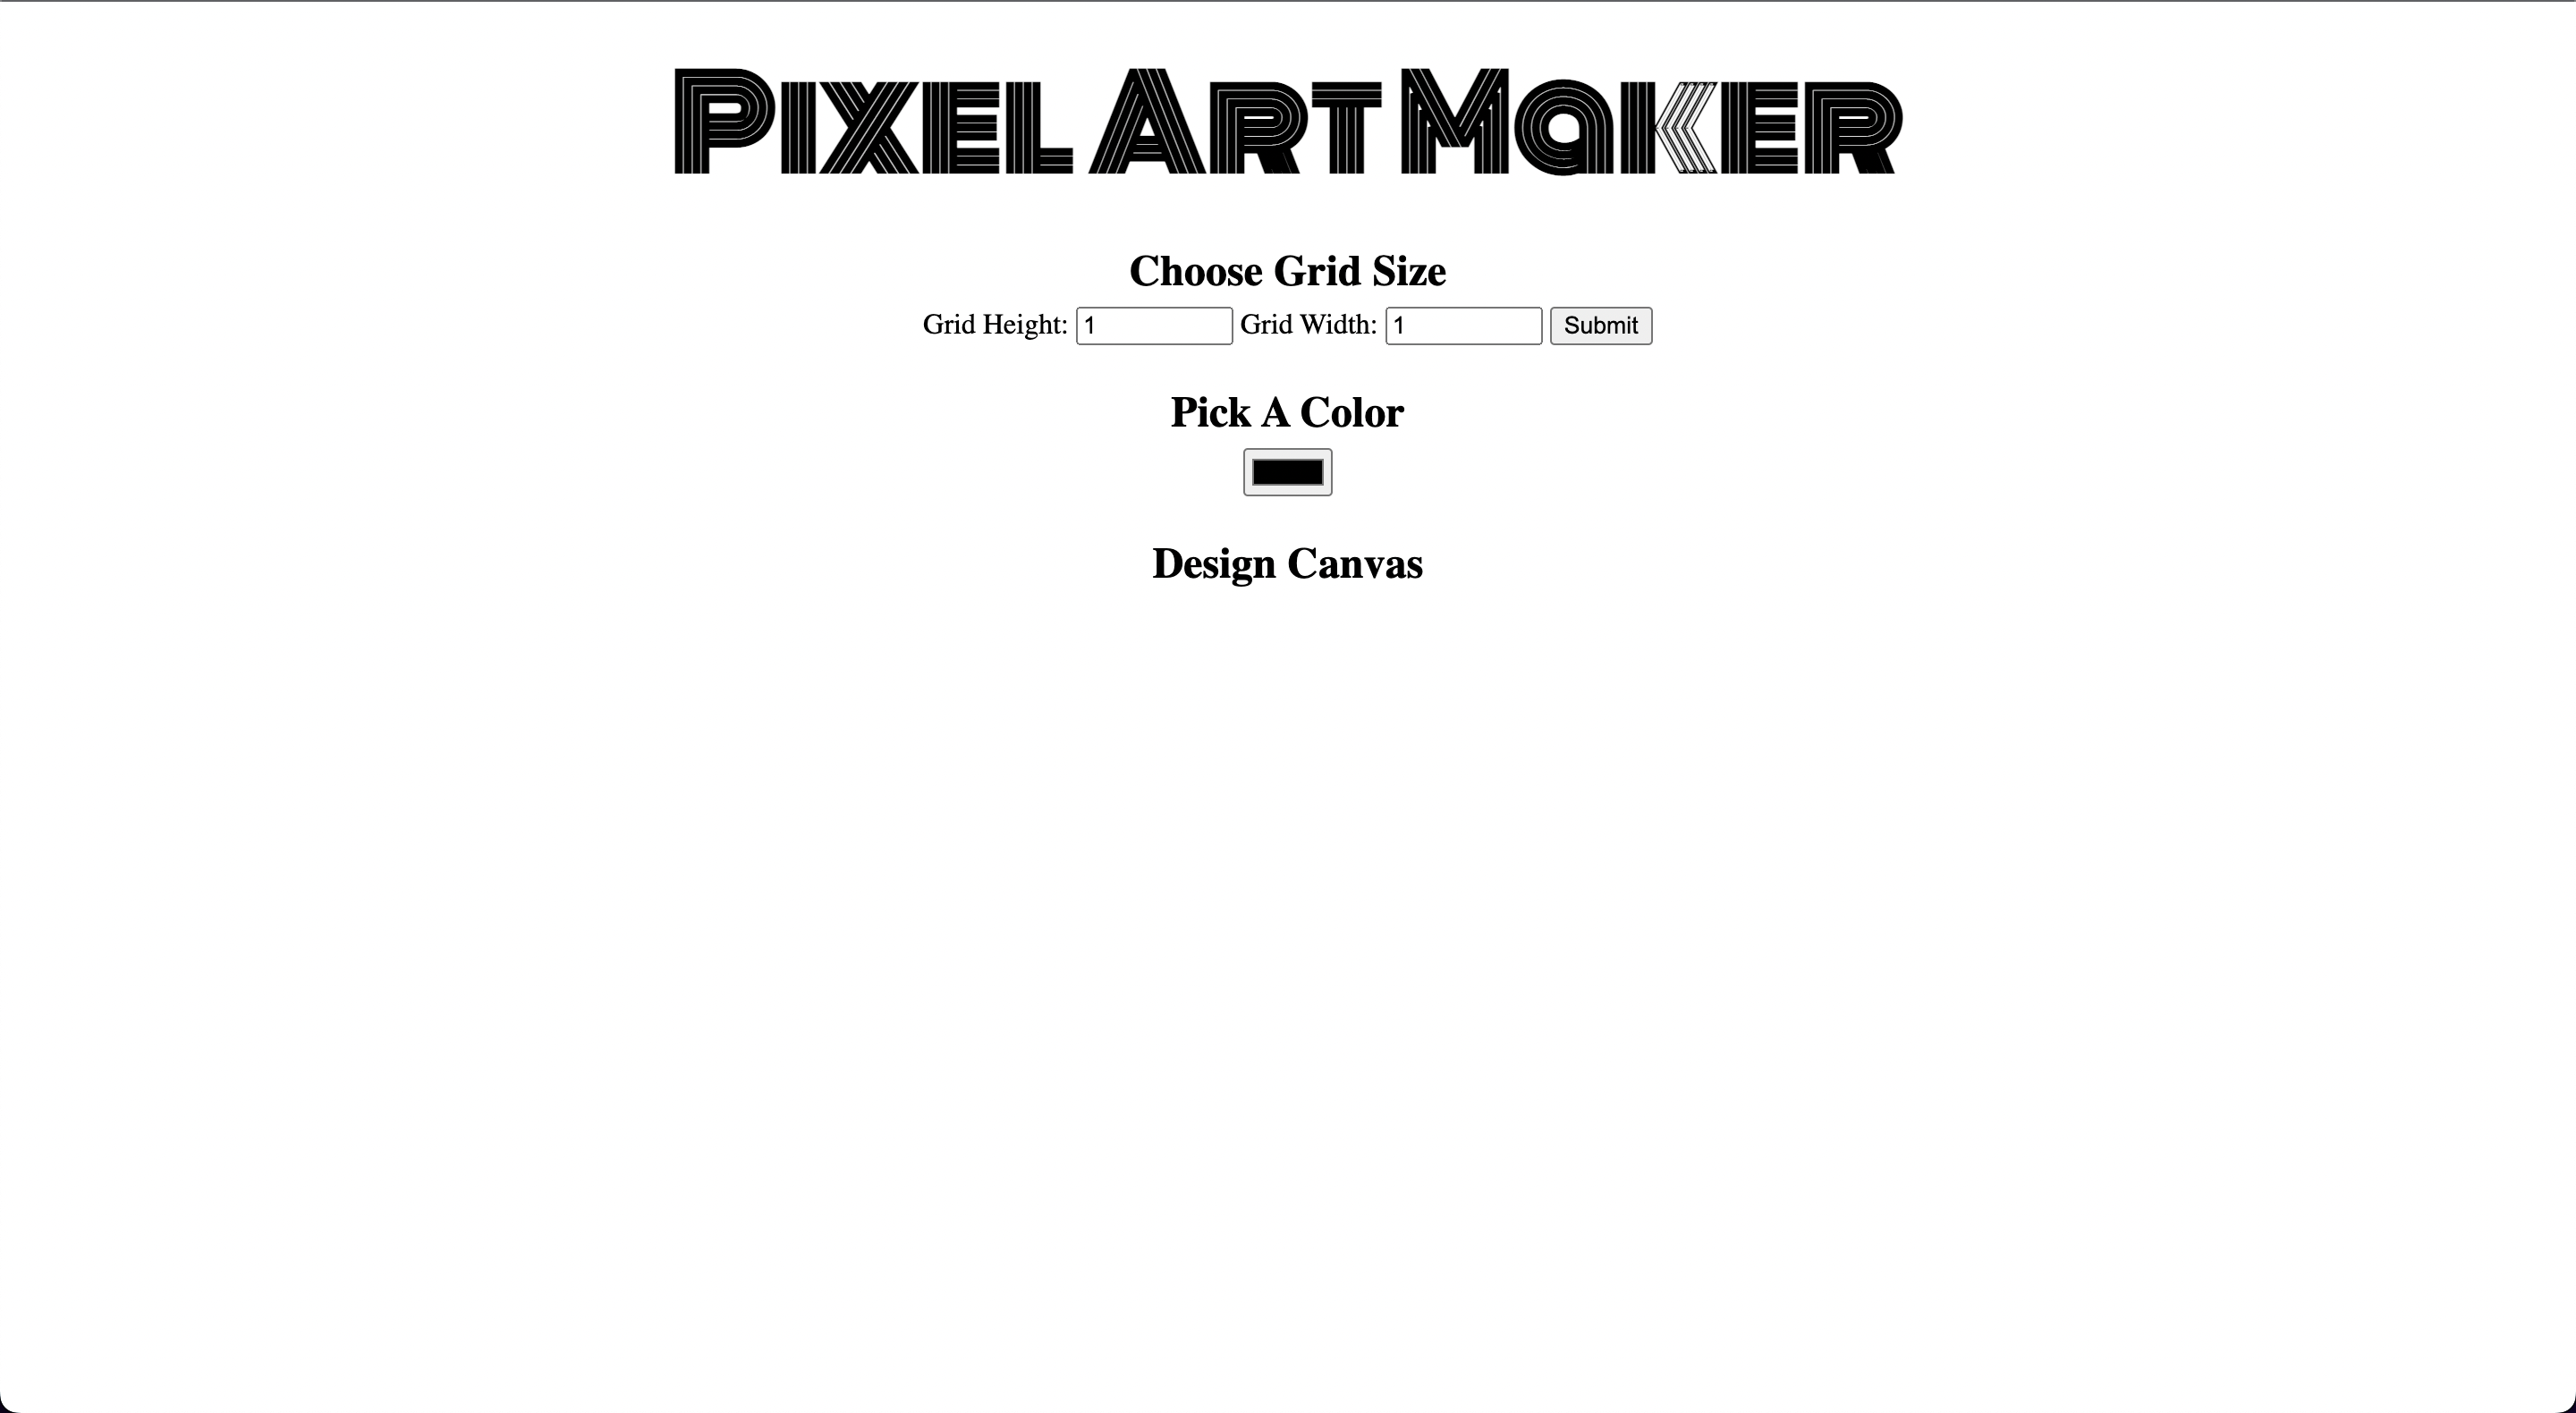 Pixel Art Maker
Choose Grid Size
Grid Height: 1 Grid Width: 1 Submit
Pick A Color
Design Canvas